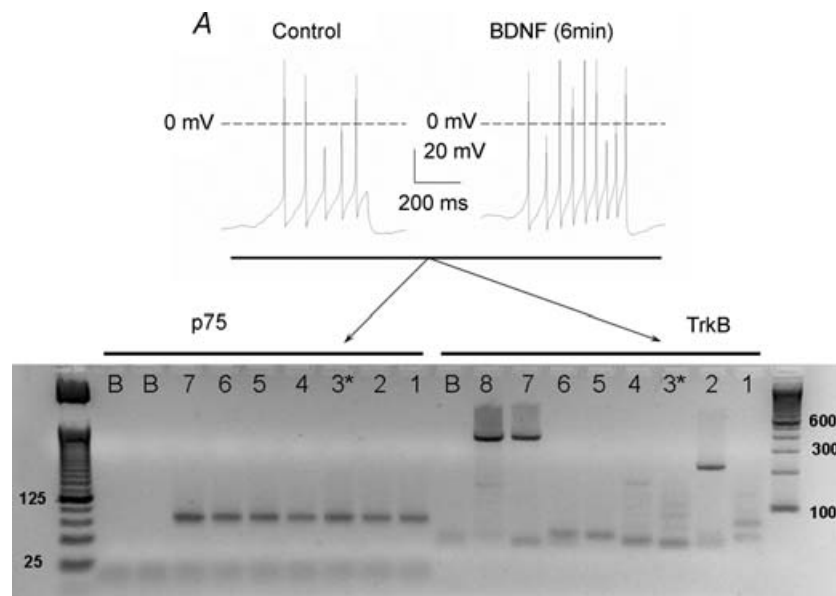 A
Control BDNF (6min)
0 mV 0 mV
20 mV
200 ms
p75 TrkB
B B 7 6 5 4 3* 2 1 B 8 7 6 5 4 3* 2 1
600
300
125
100
25